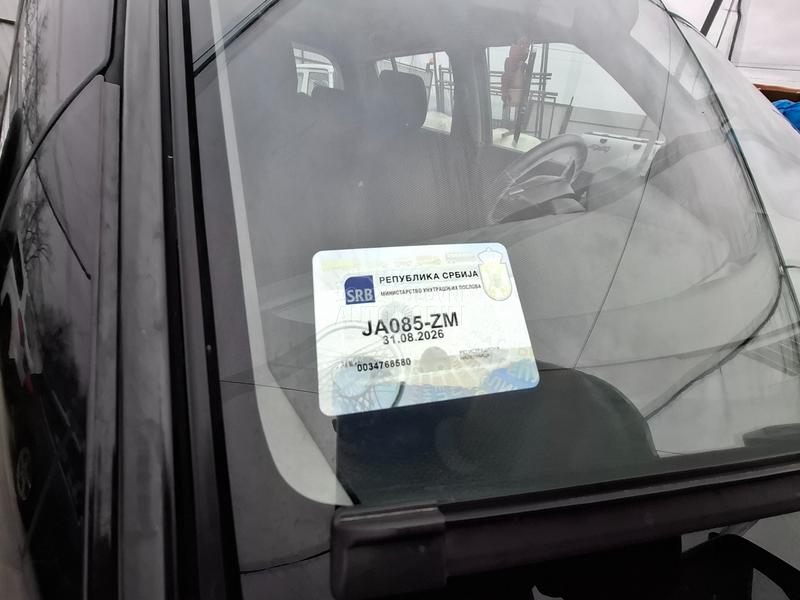 SRB
РЕПУБЛИКА СРБИЈА
МИНИСТАРСТВО УНУТРАШЊИХ ПОСЛОВА
JA085-ZM
31.08.2026
0034768580